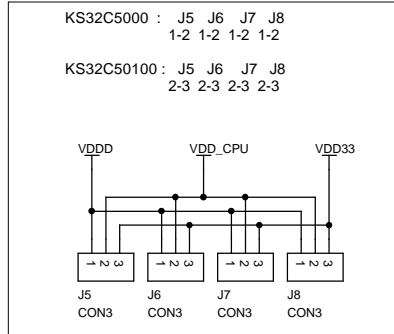 KS32C5000 : J5 J6 J7 J8
1-2 1-2 1-2 1-2
KS32C50100 : J5 J6 J7 J8
2-3 2-3 2-3 2-3
VDDD VDD_CPU VDD33
1 2 3 1 2 3 1 2 3 1 2 3
J5 J6 J7 J8
CON3 CON3 CON3 CON3